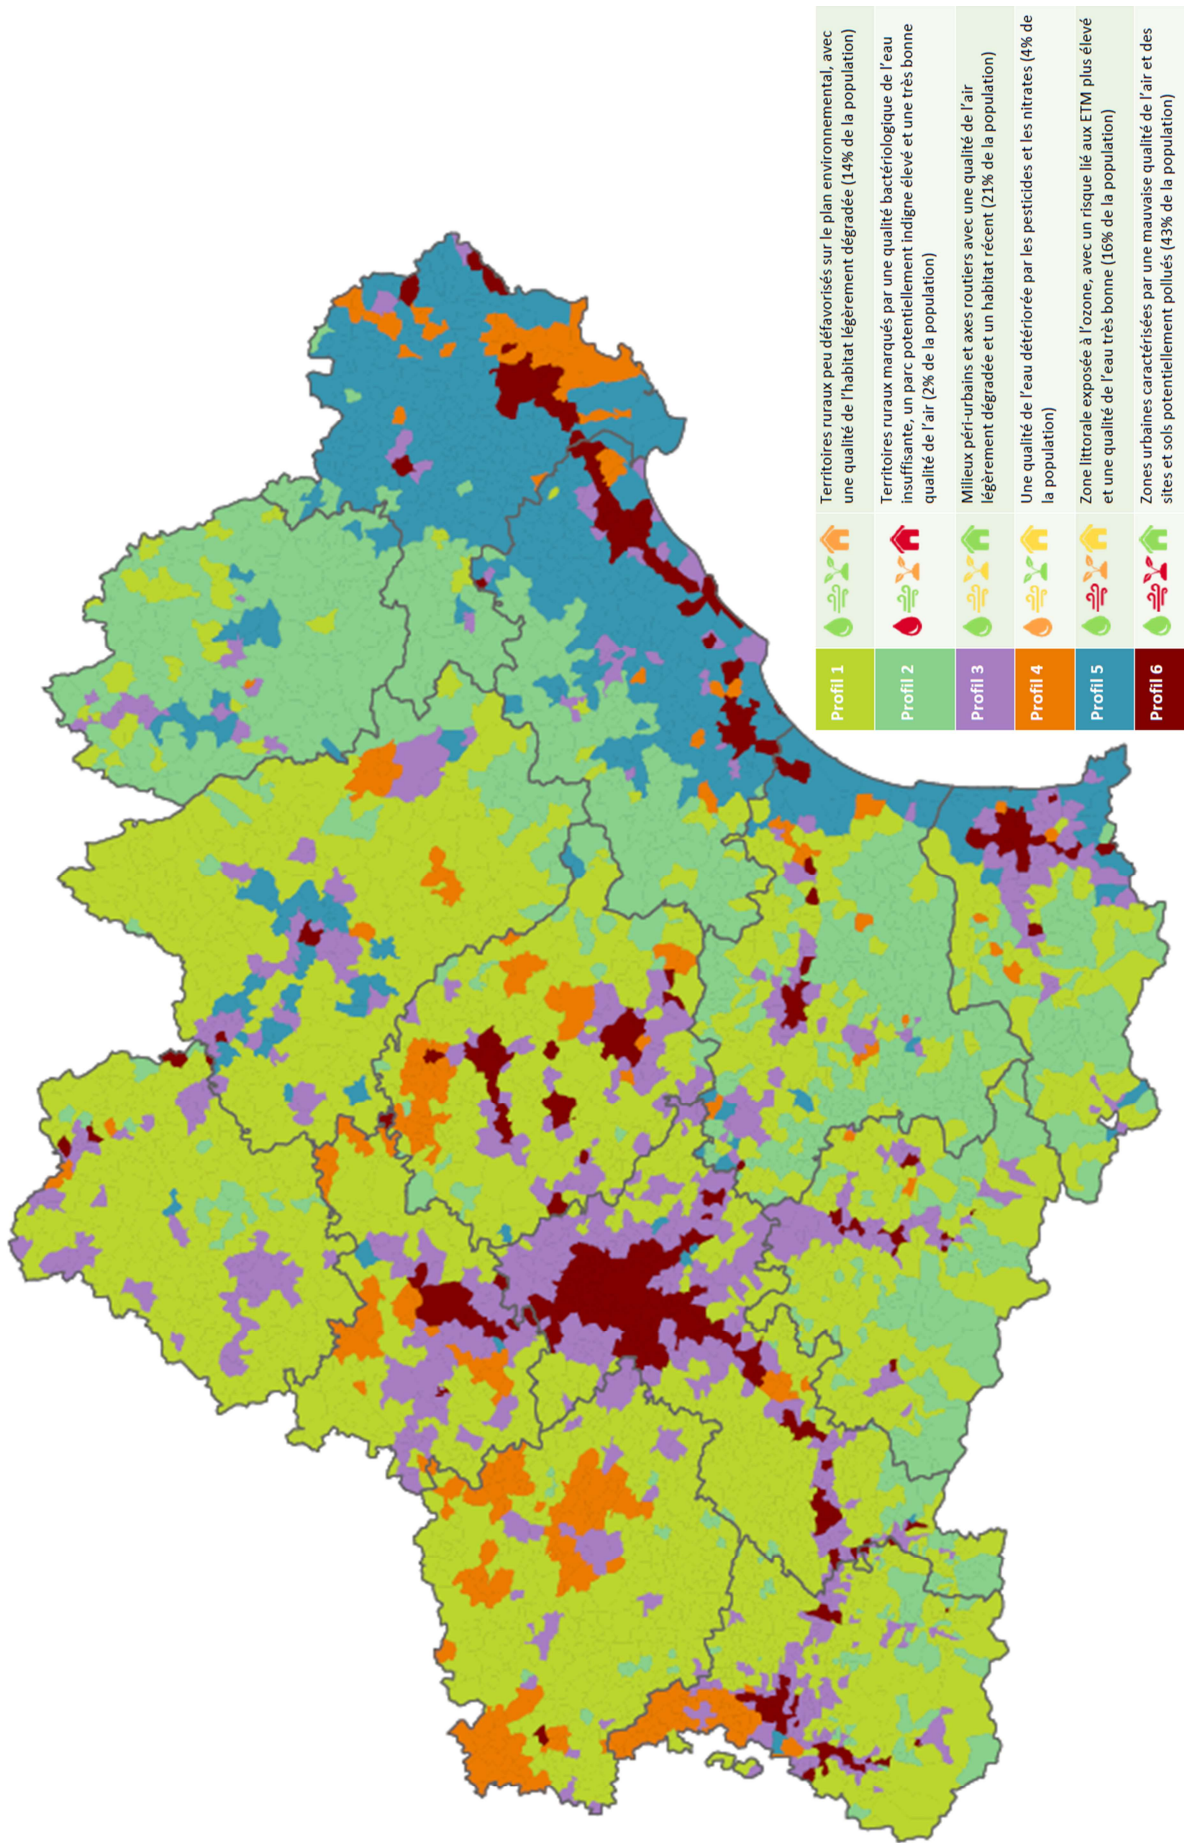 Profil 1
Territoires ruraux peu défavorisés sur le plan environnemental, avec
une qualité de l'habitat légèrement dégradée (14% de la population)
Profil 2
Territoires ruraux marqués par une qualité bactériologique de l'eau
insuffisante, un parc potentiellement indigne élevé et une très bonne
qualité de l'air (2% de la population)
Profil 3
Milieux péri-urbains et axes routiers avec une qualité de l'air
légèrement dégradée et un habitat récent (21% de la population)
Profil 4
Une qualité de l'eau détériorée par les pesticides et les nitrates (4% de
la population)
Profil 5
Zone littorale exposée à l'ozone, avec un risque lié aux ETM plus élevé
et une qualité de l'eau très bonne (16% de la population)
Profil 6
Zones urbaines caractérisées par une mauvaise qualité de l'air et des
sites et sols potentiellement pollués (43% de la population)